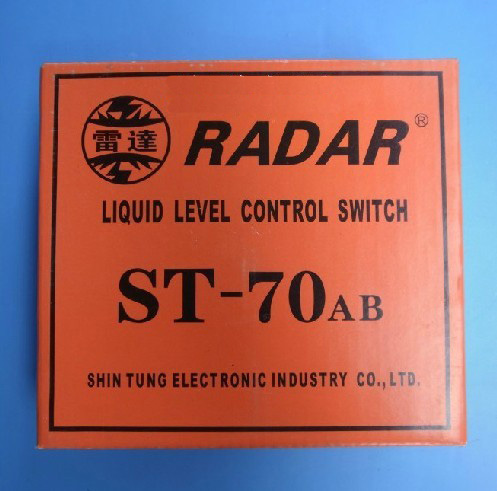 雷達 RADAR®
LIQUID LEVEL CONTROL SWITCH
ST-70AB
SHIN TUNG ELECTRONIC INDUSTRY CO.,LTD.